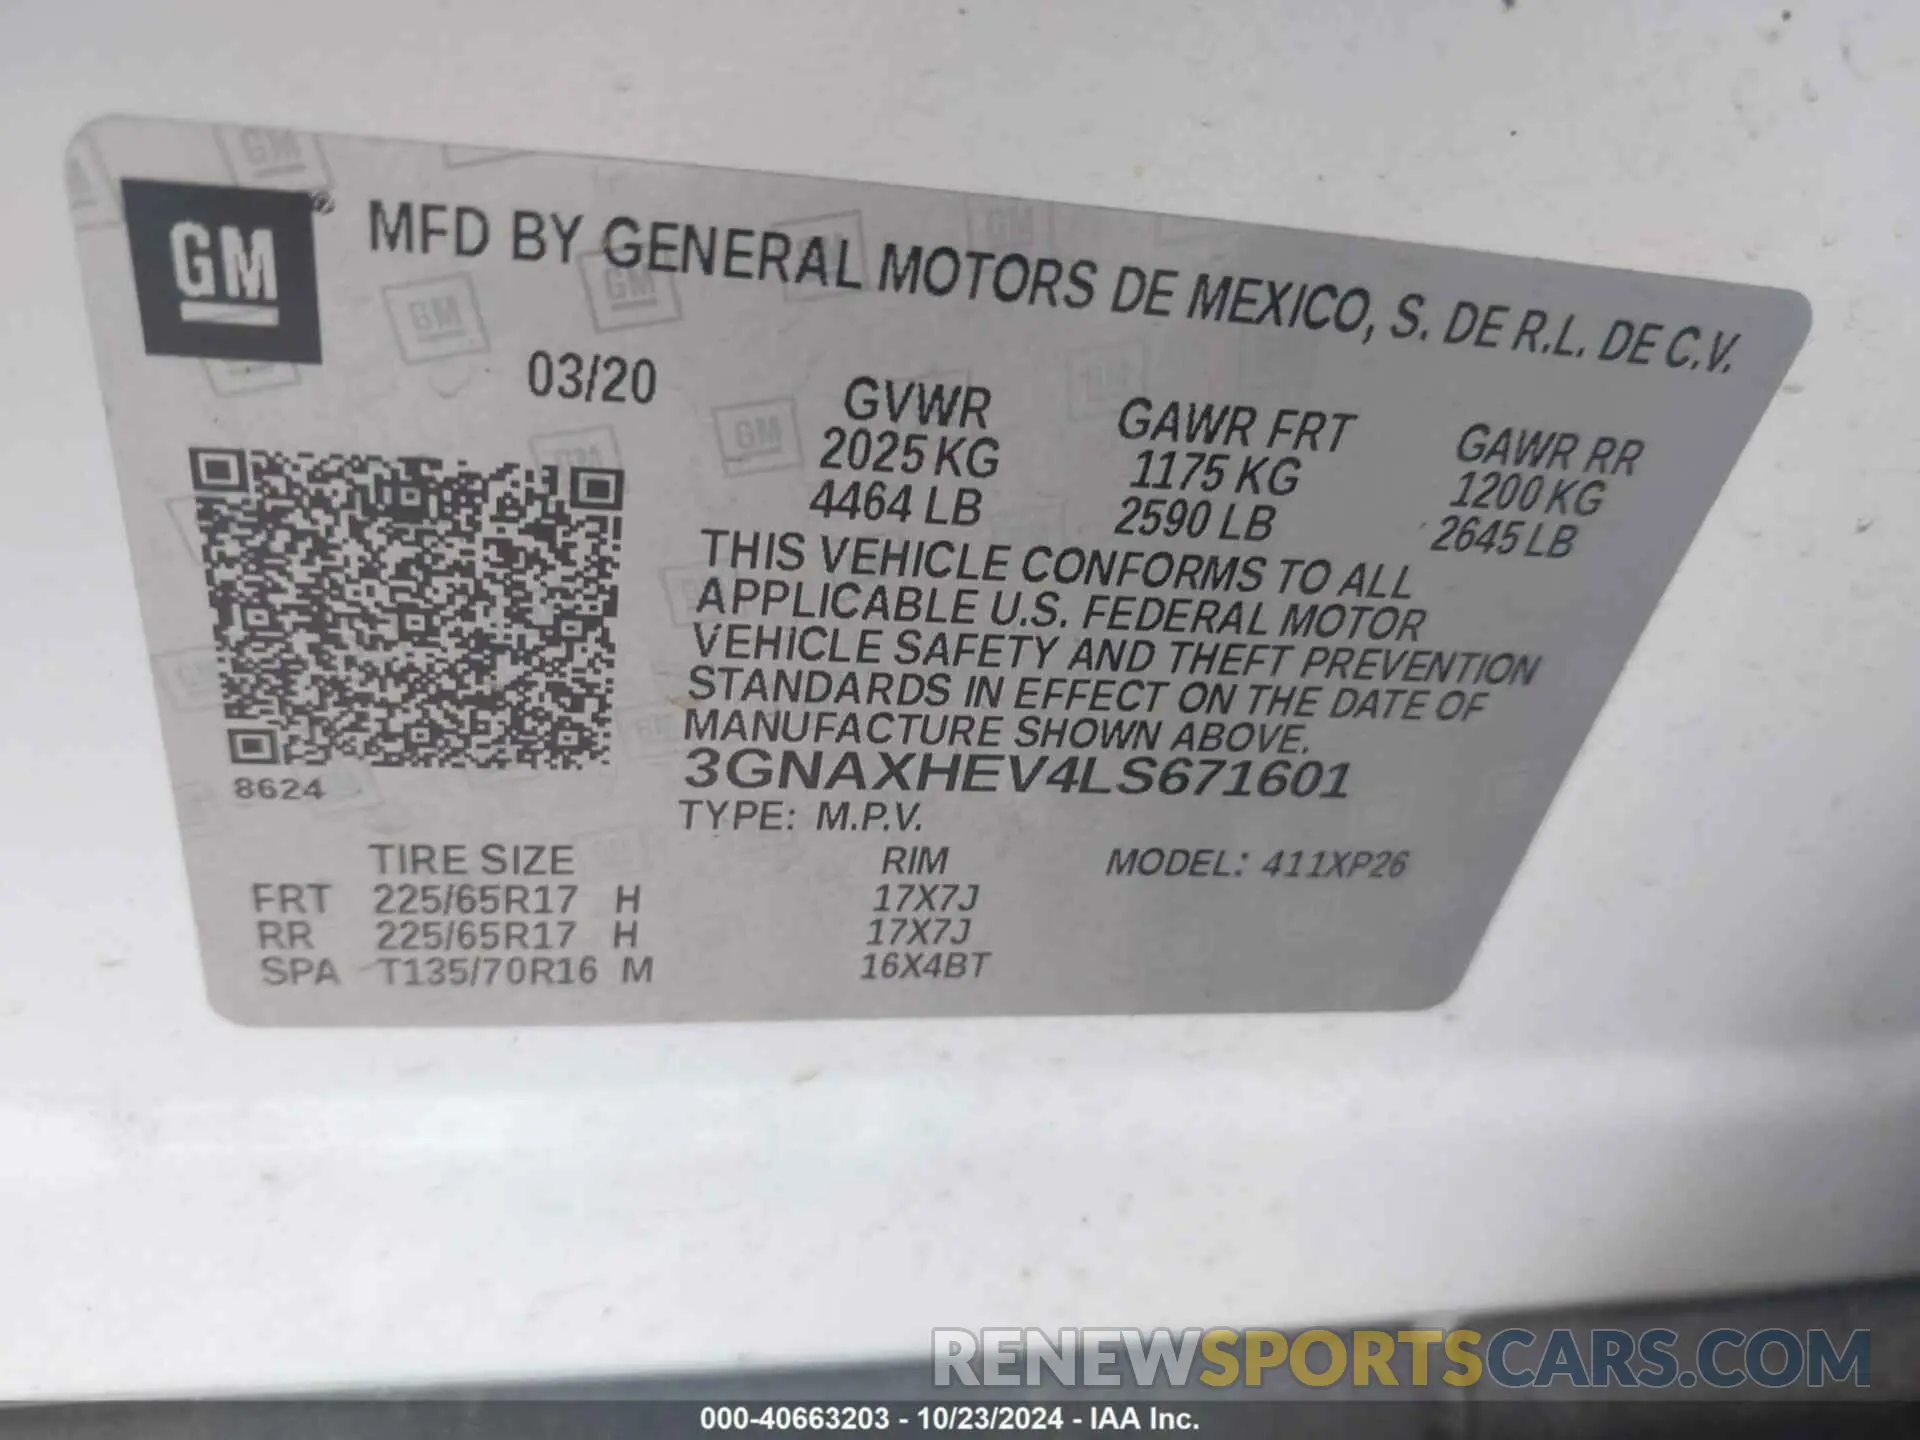 GM
® MFD BY GENERAL MOTORS DE MEXICO, S. DE R.L. DE C.V.
03/20
GVWR GAWR FRT GAWR RR
2025 KG 1175 KG 1200 KG
4464 LB 2590 LB 2645 LB
THIS VEHICLE CONFORMS TO ALL
APPLICABLE U.S. FEDERAL MOTOR
VEHICLE SAFETY AND THEFT PREVENTION
STANDARDS IN EFFECT ON THE DATE OF
MANUFACTURE SHOWN ABOVE.
3GNAXHEV4LS671601
8624
TYPE: M.P.V.
TIRE SIZE RIM MODEL: 411XP26
FRT 225/65R17 H 17X7J
RR 225/65R17 H 17X7J
SPA T135/70R16 M 16X4BT
RENEWSPORTSCARS.COM
000-40663203 - 10/23/2024 - IAA Inc.